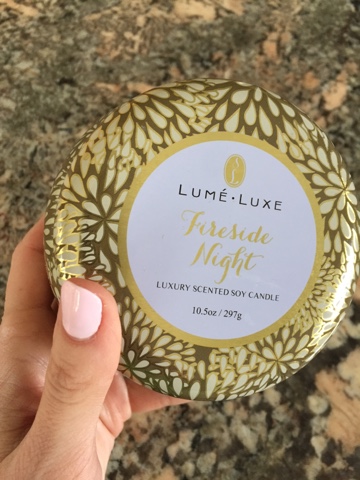 LUMÉ·LUXE
Fireside
Night
LUXURY SCENTED SOY CANDLE
10.5oz / 297g